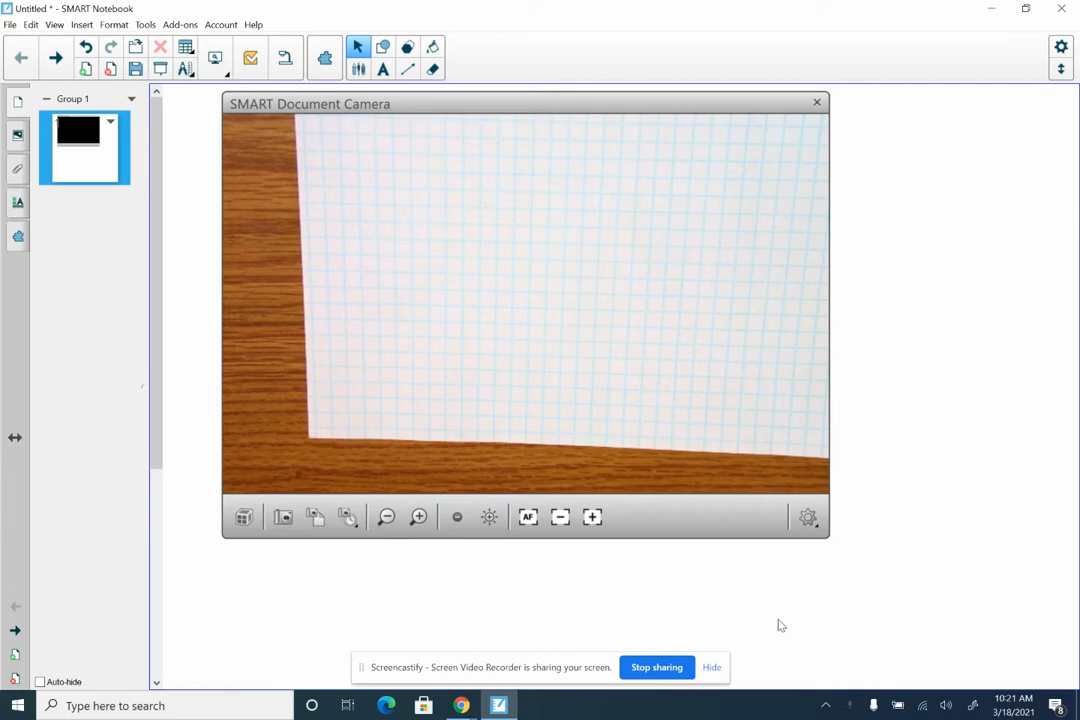 Untitled * - SMART Notebook
File Edit View Insert Format Tools Add-ons Account Help
Group 1
SMART Document Camera
AF
Auto-hide
Screencastify - Screen Video Recorder is sharing your screen. Stop sharing Hide
Type here to search
10:21 AM
3/18/2021
8